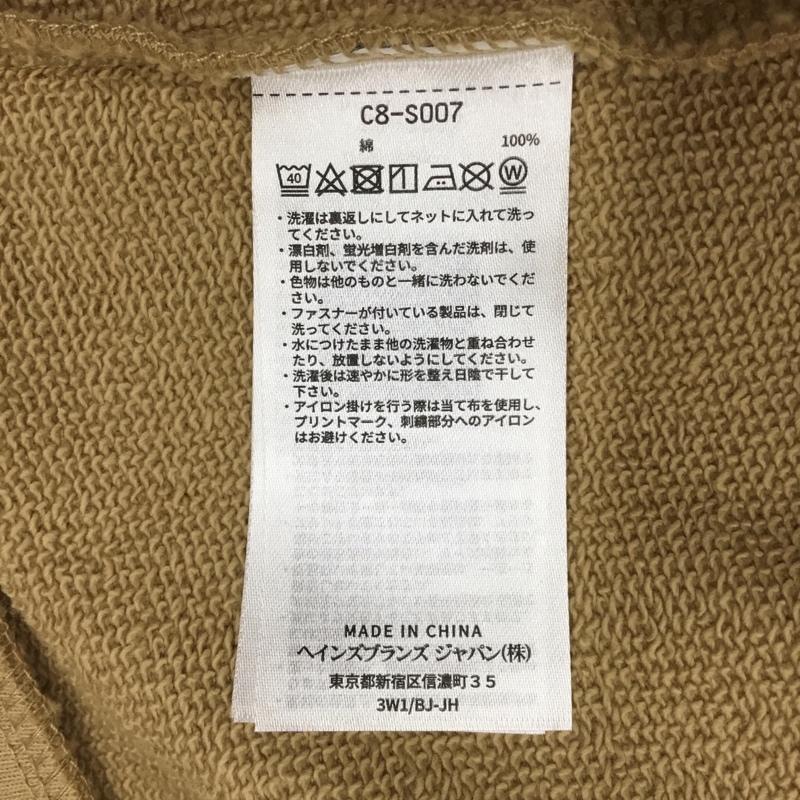 C8-S007
綿 100%
40 W
・洗濯は裏返しにしてネットに入れて洗っ
てください。
・漂白剤、蛍光増白剤を含んだ洗剤は、使
用しないでください。
・色物は他のものと一緒に洗わないでくだ
さい。
・ファスナーが付いている製品は、閉じて
洗ってください。
・水につけたまま他の洗濯物と重ね合わせ
たり、放置しないようにしてください。
・洗濯後は速やかに形を整え日陰で干して
下さい。
・アイロン掛けを行う際は当て布を使用し、
プリントマーク、刺繍部分へのアイロン
はお避けください。
MADE IN CHINA
ヘインズブランズ ジャパン(株)
東京都新宿区信濃町35
3W1/BJ-JH